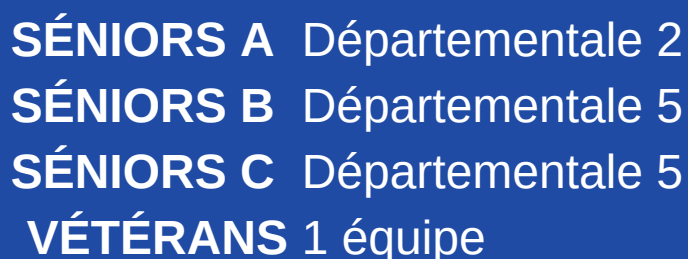 SÉNIORS A Départementale 2
SÉNIORS B Départementale 5
SÉNIORS C Départementale 5
VÉTÉRANS 1 équipe